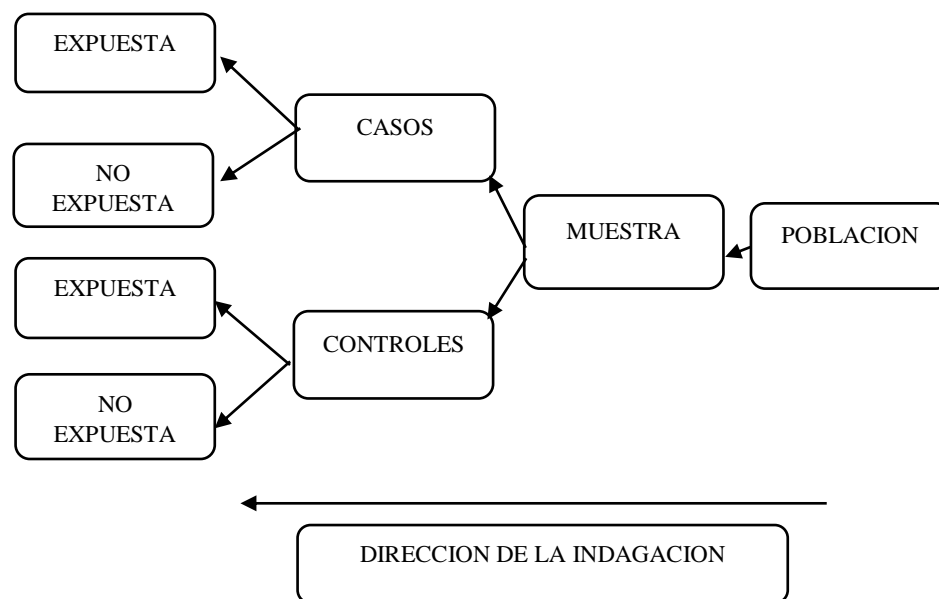 EXPUESTA
CASOS
NO
EXPUESTA
MUESTRA
POBLACION
EXPUESTA
CONTROLES
NO
EXPUESTA
DIRECCION DE LA INDAGACION